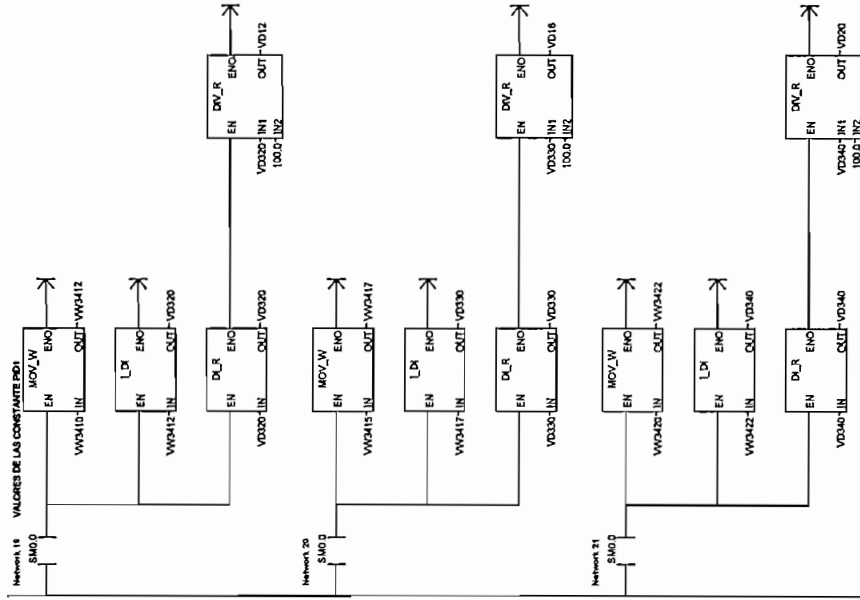 Network 19 VALORES DE LAS CONSTANTE PID1
SM0.0
MOV_W
EN ENO
VW3410 IN OUT VW3412
I_DI
EN ENO
VW3412 IN OUT VD320
DI_R
EN ENO
VD320 IN OUT VD320
DIV_R
EN ENO
VD320 IN1 OUT VD12
100.0 IN2
Network 20
SM0.0
MOV_W
EN ENO
VW3415 IN OUT VW3417
I_DI
EN ENO
VW3417 IN OUT VD330
DI_R
EN ENO
VD330 IN OUT VD330
DIV_R
EN ENO
VD330 IN1 OUT VD16
100.0 IN2
Network 21
SM0.0
MOV_W
EN ENO
VW3420 IN OUT VW3422
I_DI
EN ENO
VW3422 IN OUT VD340
DI_R
EN ENO
VD340 IN OUT VD340
DIV_R
EN ENO
VD340 IN1 OUT VD20
100.0 IN2